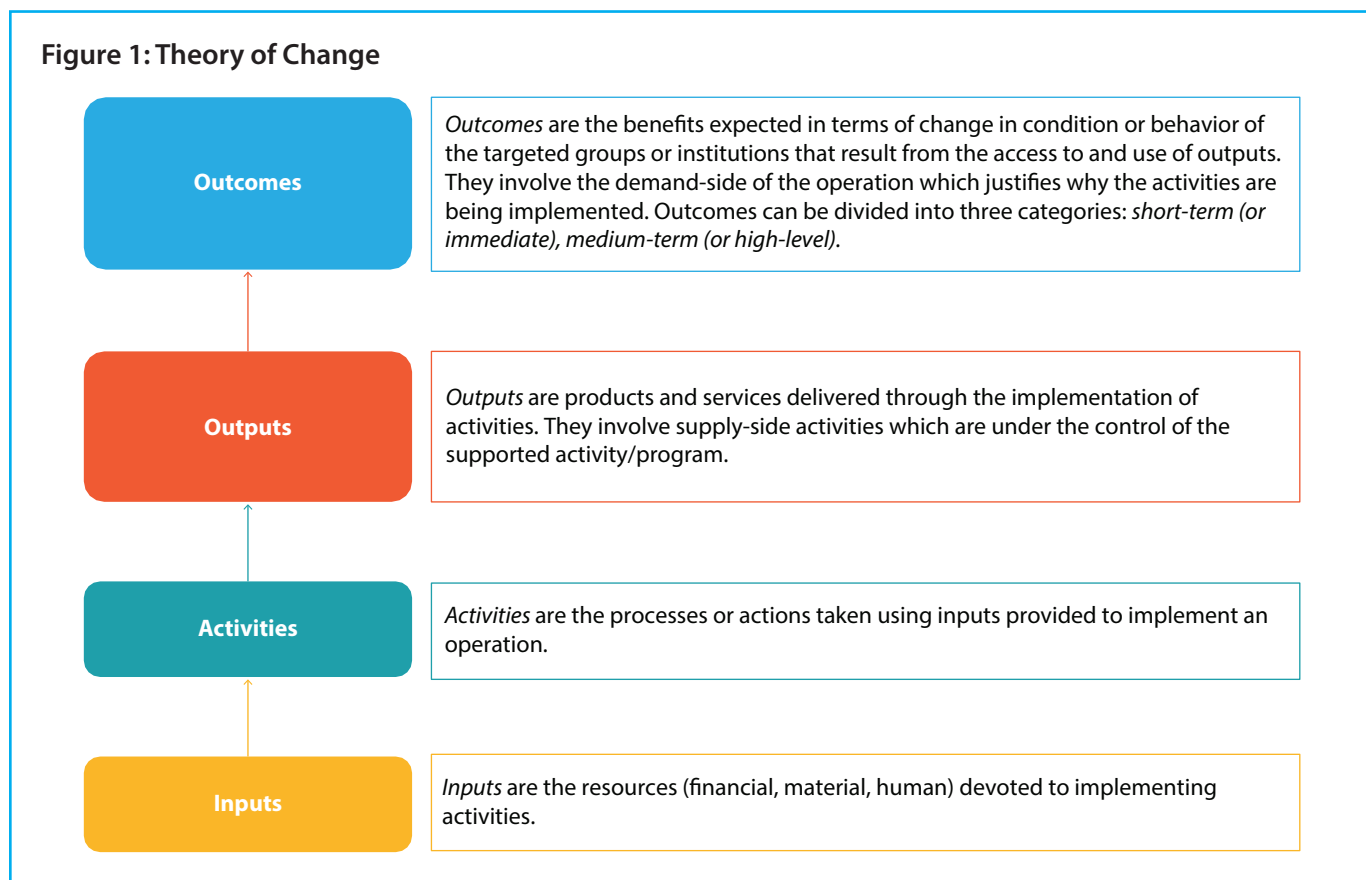 Figure 1: Theory of Change
Outcomes
Outcomes are the benefits expected in terms of change in condition or behavior of
the targeted groups or institutions that result from the access to and use of outputs.
They involve the demand-side of the operation which justifies why the activities are
being implemented. Outcomes can be divided into three categories: short-term (or
immediate), medium-term (or high-level).
Outputs
Outputs are products and services delivered through the implementation of
activities. They involve supply-side activities which are under the control of the
supported activity/program.
Activities
Activities are the processes or actions taken using inputs provided to implement an
operation.
Inputs
Inputs are the resources (financial, material, human) devoted to implementing
activities.